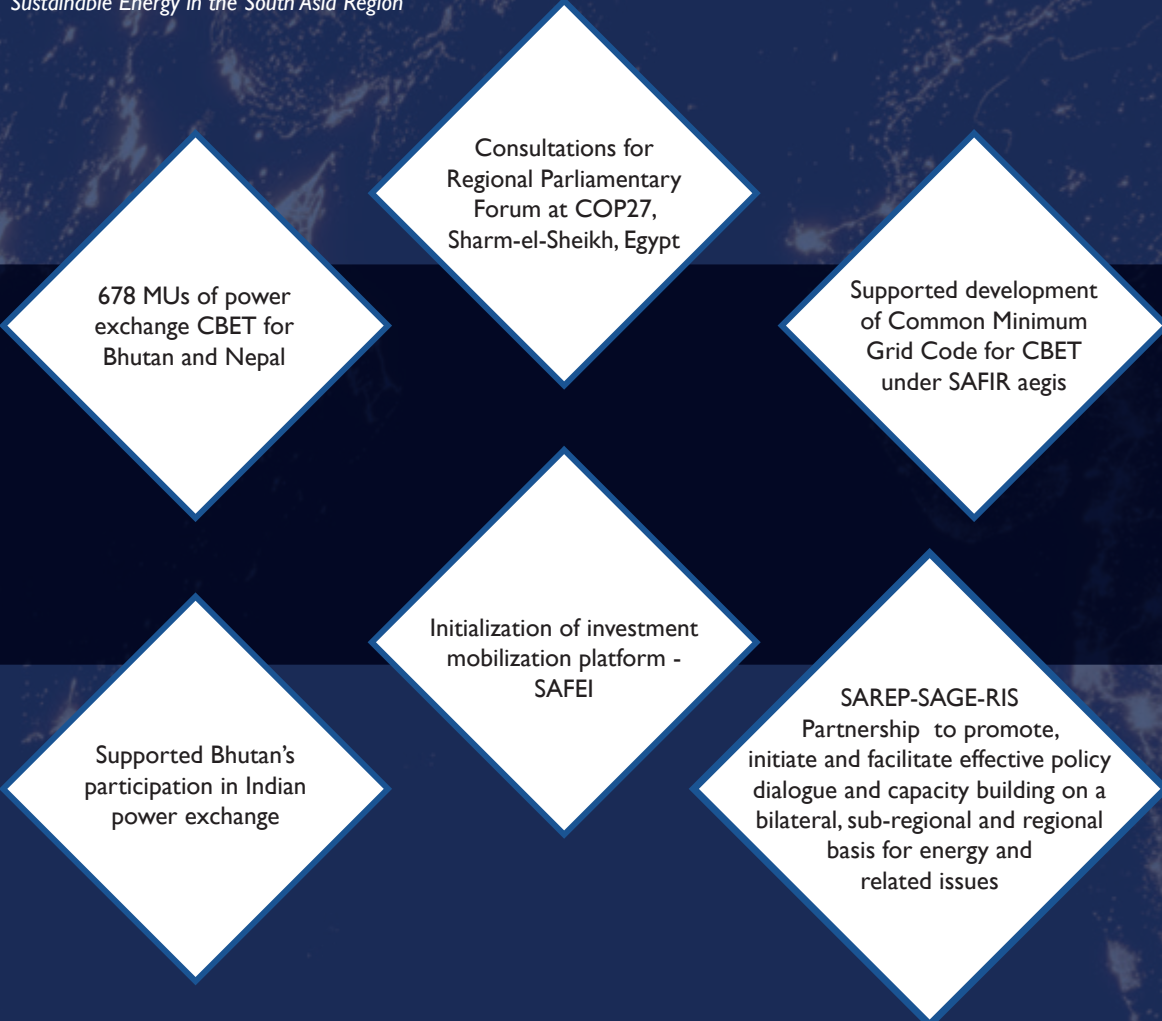 Sustainable Energy in the South Asia Region
Consultations for
Regional Parliamentary
Forum at COP27,
Sharm-el-Sheikh, Egypt
678 MUs of power
exchange CBET for
Bhutan and Nepal
Supported development
of Common Minimum
Grid Code for CBET
under SAFIR aegis
Initialization of investment
mobilization platform -
SAFEI
Supported Bhutan's
participation in Indian
power exchange
SAREP-SAGE-RIS
Partnership to promote,
initiate and facilitate effective policy
dialogue and capacity building on a
bilateral, sub-regional and regional
basis for energy and
related issues